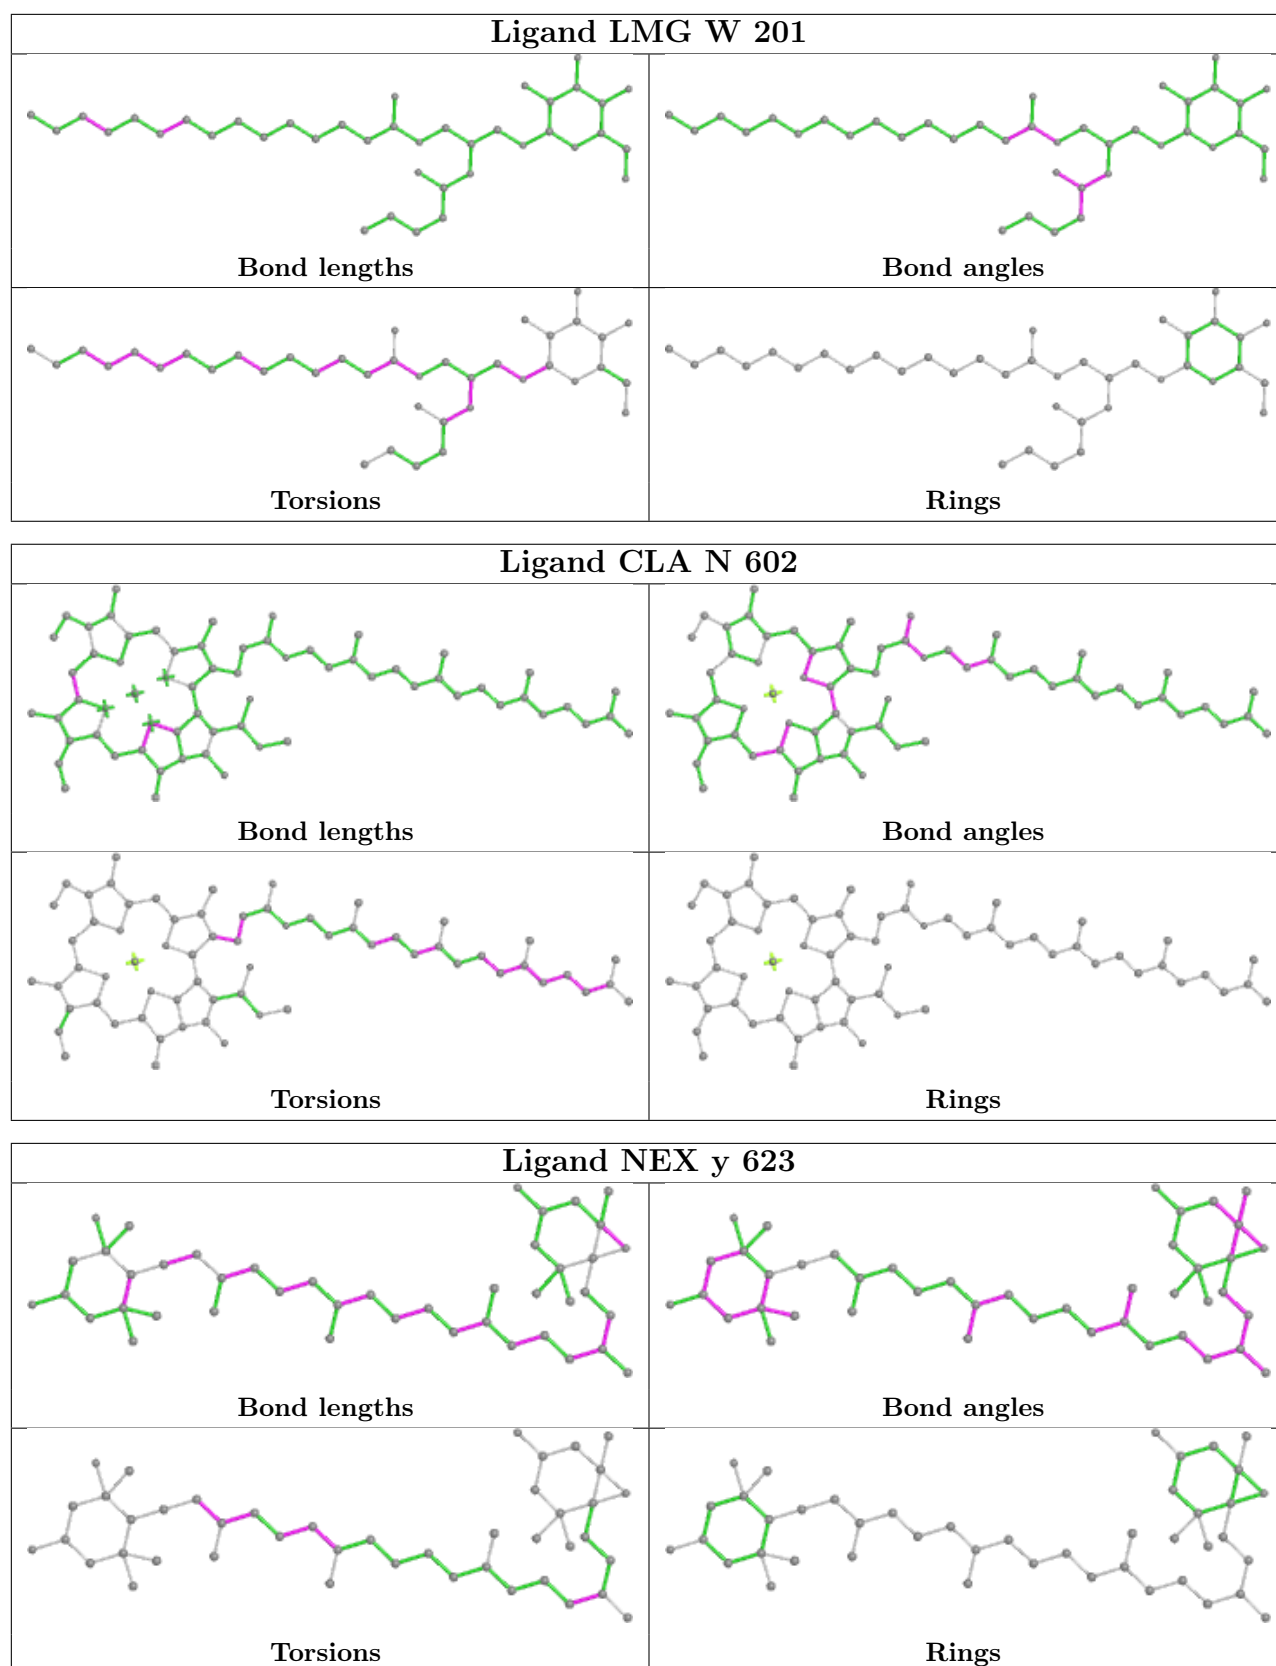 Ligand LMG W 201
Bond lengths
Bond angles
Torsions
Rings
Ligand CLA N 602
Bond lengths
Bond angles
Torsions
Rings
Ligand NEX y 623
Bond lengths
Bond angles
Torsions
Rings